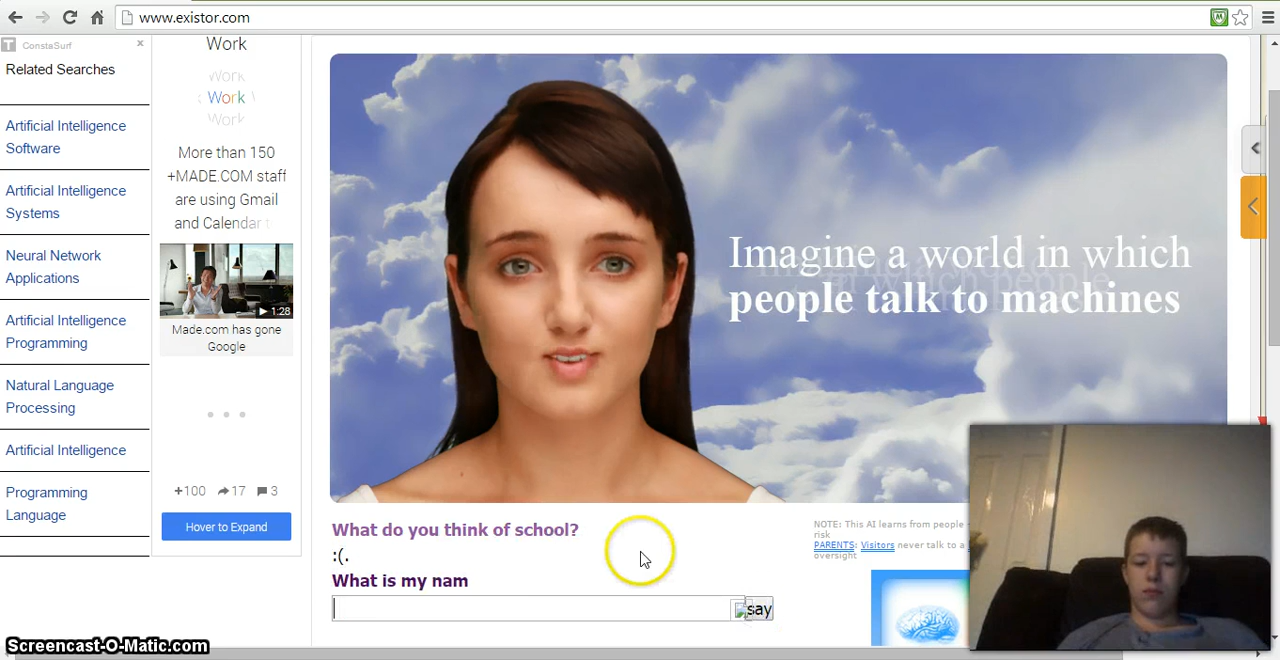 www.existor.com
ConstaSurf
Related Searches
Artificial Intelligence
Software
Artificial Intelligence
Systems
Neural Network
Applications
Artificial Intelligence
Programming
Natural Language
Processing
Artificial Intelligence
Programming
Language
Work
Work
Work
Work
More than 150
+MADE.COM staff
are using Gmail
and Calendar t
1:28
Made.com has gone
Google
+100 17 3
Hover to Expand
Imagine a world in which
people talk to machines
What do you think of school?
:(.
What is my nam
say
NOTE: This AI learns from people
risk
PARENTS: Visitors never talk to a
oversight
Screencast-O-Matic.com